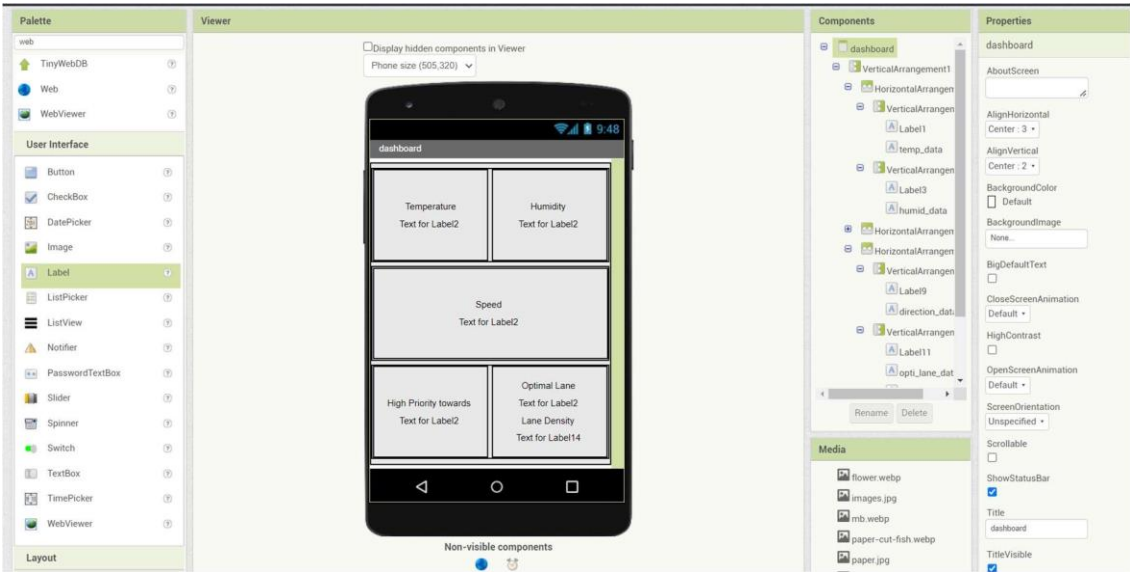 Palette
web
TinyWebDB
Web
WebViewer
User Interface
Button
CheckBox
DatePicker
Image
Label
ListPicker
ListView
Notifier
PasswordTextBox
Slider
Spinner
Switch
TextBox
TimePicker
WebViewer
Layout
Viewer
Display hidden components in Viewer
Phone size (505,320)
9:48
dashboard
Temperature
Text for Label2
Humidity
Text for Label2
Speed
Text for Label2
High Priority towards
Text for Label2
Optimal Lane
Text for Label2
Lane Density
Text for Label14
Non-visible components
Components
dashboard
VerticalArrangement1
HorizontalArrangen
VerticalArrangen
Label1
temp_data
VerticalArrangen
Label3
humid_data
HorizontalArrangen
HorizontalArrangen
VerticalArrangen
Label9
direction_data
VerticalArrangen
Label11
opti_lane_dat
Rename Delete
Media
flower.webp
images.jpg
mb.webp
paper-cut-fish.webp
paper.jpg
Properties
dashboard
AboutScreen
AlignHorizontal
Center : 3
AlignVertical
Center : 2
BackgroundColor
Default
BackgroundImage
None...
BigDefaultText
CloseScreenAnimation
Default
HighContrast
OpenScreenAnimation
Default
ScreenOrientation
Unspecified
Scrollable
ShowStatusBar
Title
dashboard
TitleVisible